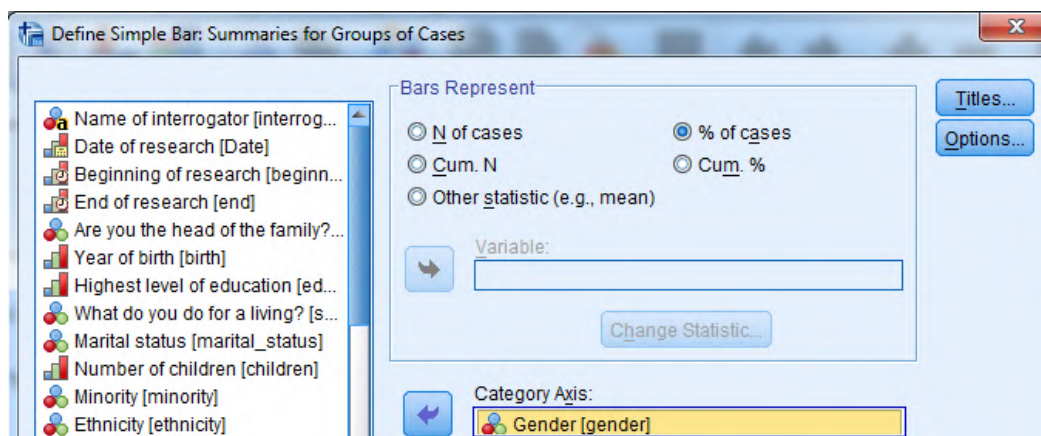 Define Simple Bar: Summaries for Groups of Cases
Name of interrogator [interrog...
Date of research [Date]
Beginning of research [beginn...
End of research [end]
Are you the head of the family?...
Year of birth [birth]
Highest level of education [ed...
What do you do for a living? [s...
Marital status [marital_status]
Number of children [children]
Minority [minority]
Ethnicity [ethnicity]
Bars Represent
N of cases
% of cases
Cum. N
Cum. %
Other statistic (e.g., mean)
Variable:
Change Statistic...
Category Axis:
Gender [gender]
Titles...
Options...